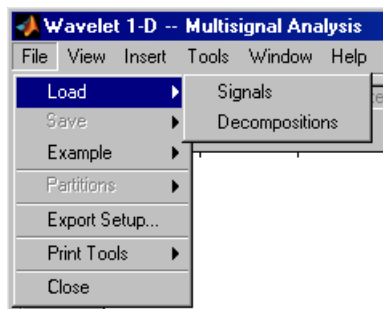 Wavelet 1-D -- Multisignal Analysis
File View Insert Tools Window Help
Load
Signals
Save
Decompositions
Example
Partitions
Export Setup...
Print Tools
Close